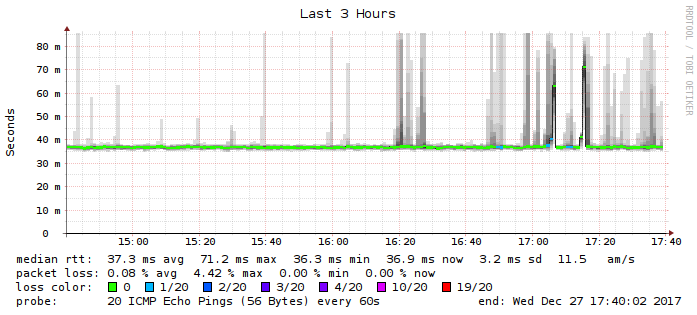 Last 3 Hours
RRDTOOL / TOBI OETIKER
Seconds
80 m
70 m
60 m
50 m
40 m
30 m
20 m
10 m
0
15:00 15:20 15:40 16:00 16:20 16:40 17:00 17:20 17:40
median rtt: 37.3 ms avg 71.2 ms max 36.3 ms min 36.9 ms now 3.2 ms sd 11.5 am/s
packet loss: 0.08 % avg 4.42 % max 0.00 % min 0.00 % now
loss color: 0 1/20 2/20 3/20 4/20 10/20 19/20
probe: 20 ICMP Echo Pings (56 Bytes) every 60s end: Wed Dec 27 17:40:02 2017